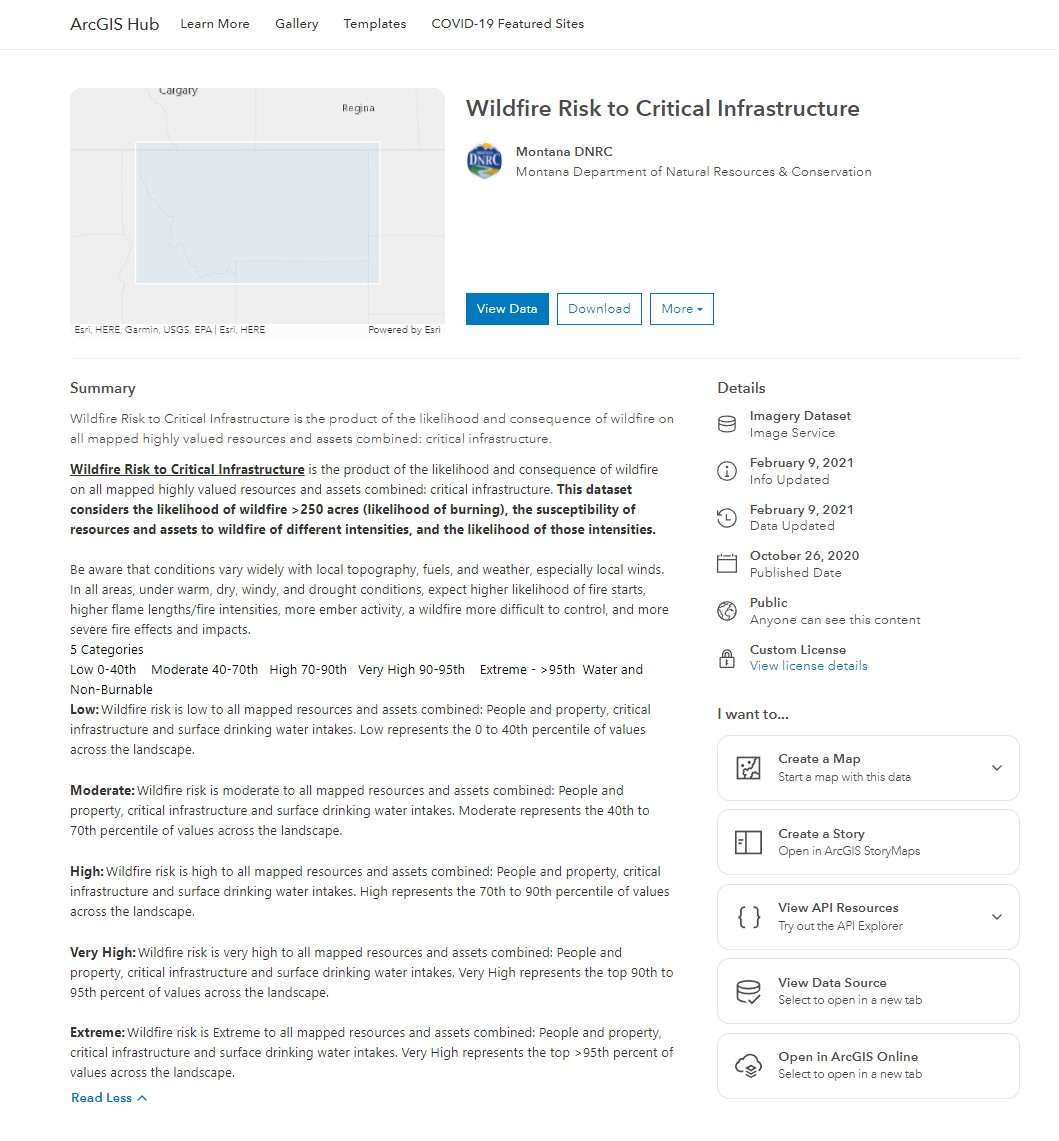 ArcGIS Hub Learn More Gallery Templates COVID-19 Featured Sites
Calgary
Regina
Esri, HERE, Garmin, USGS, EPA | Esri, HERE Powered by Esri
Wildfire Risk to Critical Infrastructure
DNRC
Montana DNRC
Montana Department of Natural Resources & Conservation
View Data Download More
Summary
Wildfire Risk to Critical Infrastructure is the product of the likelihood and consequence of wildfire on
all mapped highly valued resources and assets combined: critical infrastructure.
Wildfire Risk to Critical Infrastructure is the product of the likelihood and consequence of wildfire
on all mapped highly valued resources and assets combined: critical infrastructure. This dataset
considers the likelihood of wildfire >250 acres (likelihood of burning), the susceptibility of
resources and assets to wildfire of different intensities, and the likelihood of those intensities.
Be aware that conditions vary widely with local topography, fuels, and weather, especially local winds.
In all areas, under warm, dry, windy, and drought conditions, expect higher likelihood of fire starts,
higher flame lengths/fire intensities, more ember activity, a wildfire more difficult to control, and more
severe fire effects and impacts.
5 Categories
Low 0-40th Moderate 40-70th High 70-90th Very High 90-95th Extreme - >95th Water and
Non-Burnable
Low: Wildfire risk is low to all mapped resources and assets combined: People and property, critical
infrastructure and surface drinking water intakes. Low represents the 0 to 40th percentile of values
across the landscape.
Moderate: Wildfire risk is moderate to all mapped resources and assets combined: People and
property, critical infrastructure and surface drinking water intakes. Moderate represents the 40th to
70th percentile of values across the landscape.
High: Wildfire risk is high to all mapped resources and assets combined: People and property, critical
infrastructure and surface drinking water intakes. High represents the 70th to 90th percentile of values
across the landscape.
Very High: Wildfire risk is very high to all mapped resources and assets combined: People and
property, critical infrastructure and surface drinking water intakes. Very High represents the top 90th to
95th percent of values across the landscape.
Extreme: Wildfire risk is Extreme to all mapped resources and assets combined: People and property,
critical infrastructure and surface drinking water intakes. Very High represents the top >95th percent of
values across the landscape.
Read Less
Details
Imagery Dataset
Image Service
February 9, 2021
Info Updated
February 9, 2021
Data Updated
October 26, 2020
Published Date
Public
Anyone can see this content
Custom License
View license details
I want to...
Create a Map
Start a map with this data
Create a Story
Open in ArcGIS StoryMaps
View API Resources
Try out the API Explorer
View Data Source
Select to open in a new tab
Open in ArcGIS Online
Select to open in a new tab